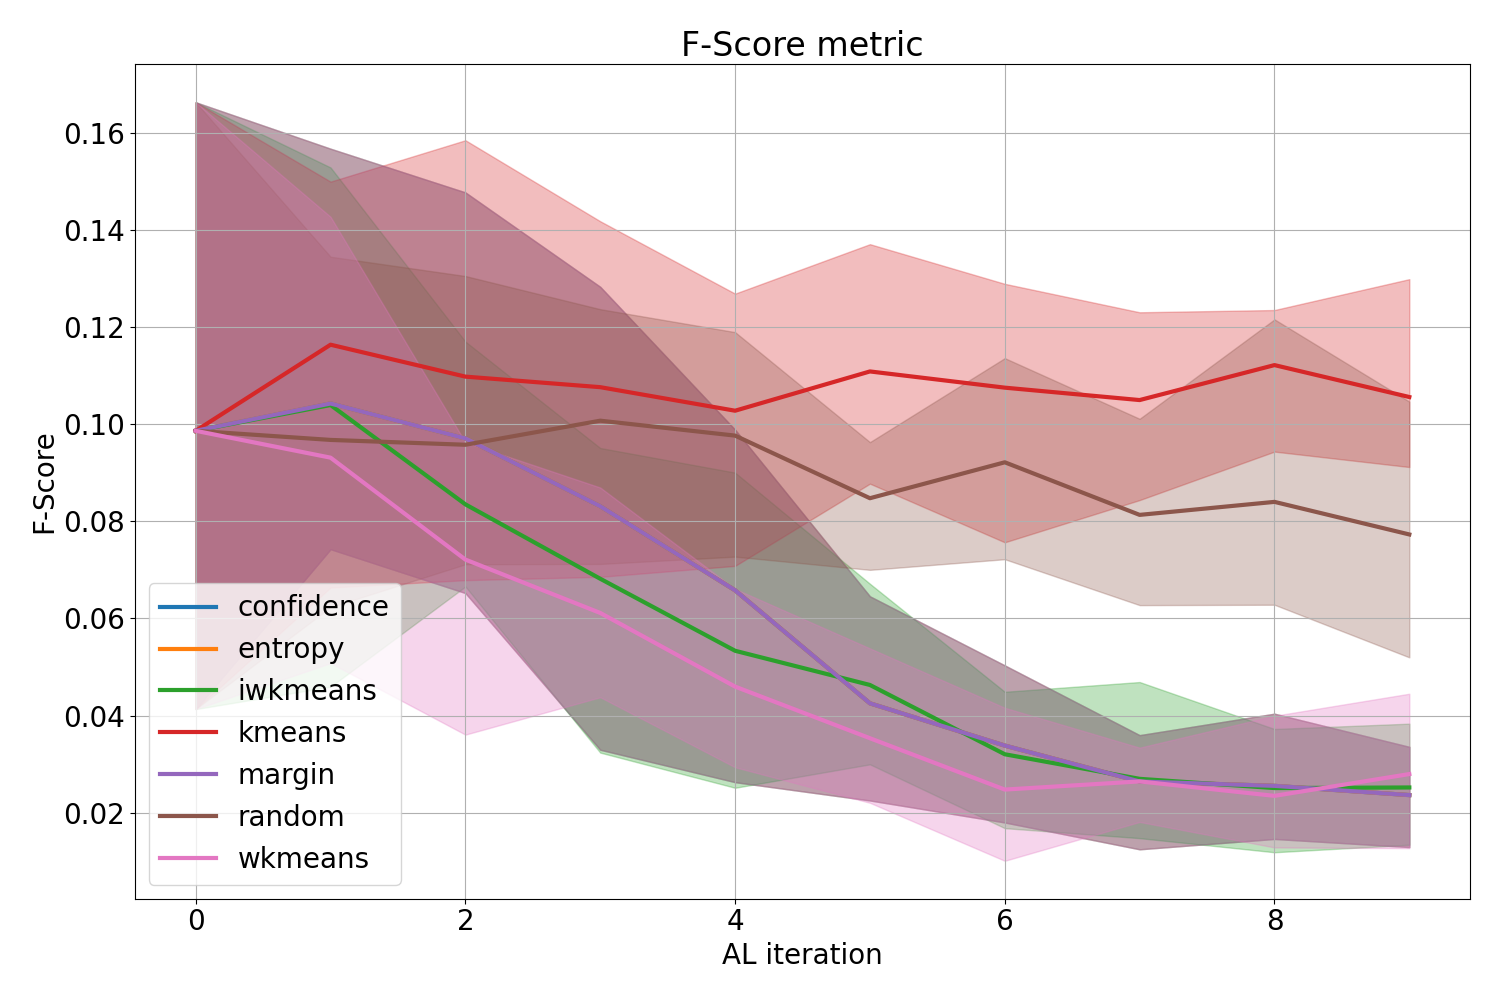 F-Score metric
0.16
0.14
0.12
0.10
0.08
0.06
0.04
0.02
F-Score
confidence
entropy
iwkmeans
kmeans
margin
random
wkmeans
0 2 4 6 8
AL iteration